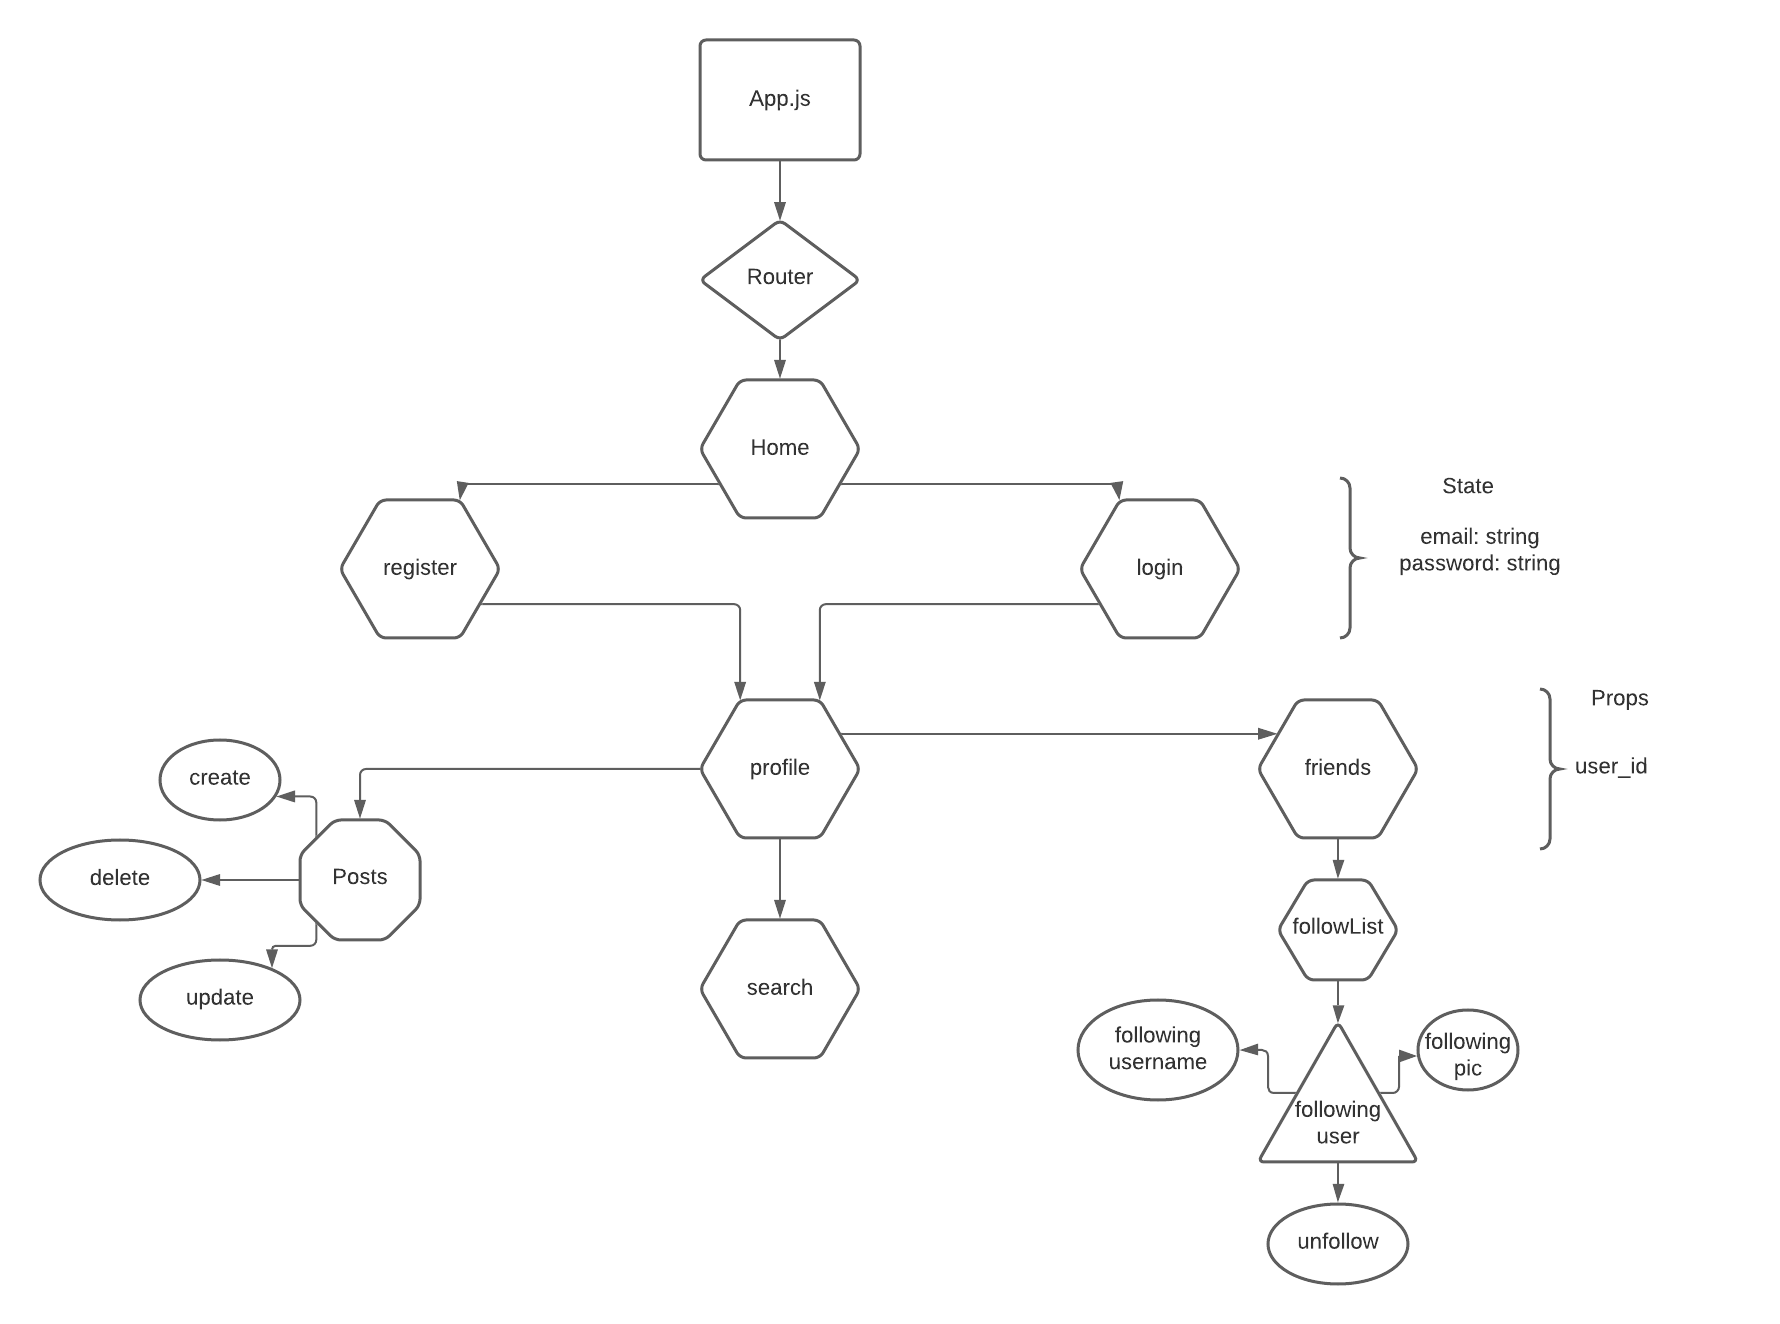 App.js
Router
Home
State
email: string
password: string
register
login
Props
user_id
profile
friends
create
delete
Posts
update
search
followList
following
username
following
pic
following
user
unfollow